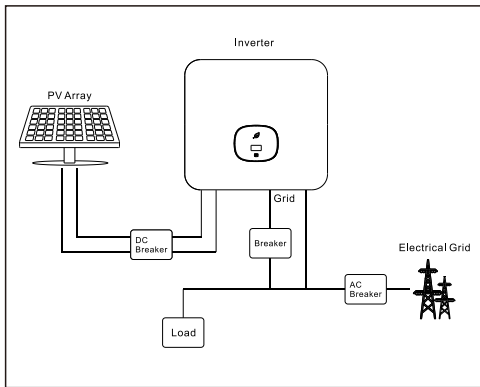 Inverter
PV Array
Grid
DC
Breaker
Breaker
Electrical Grid
AC
Breaker
Load